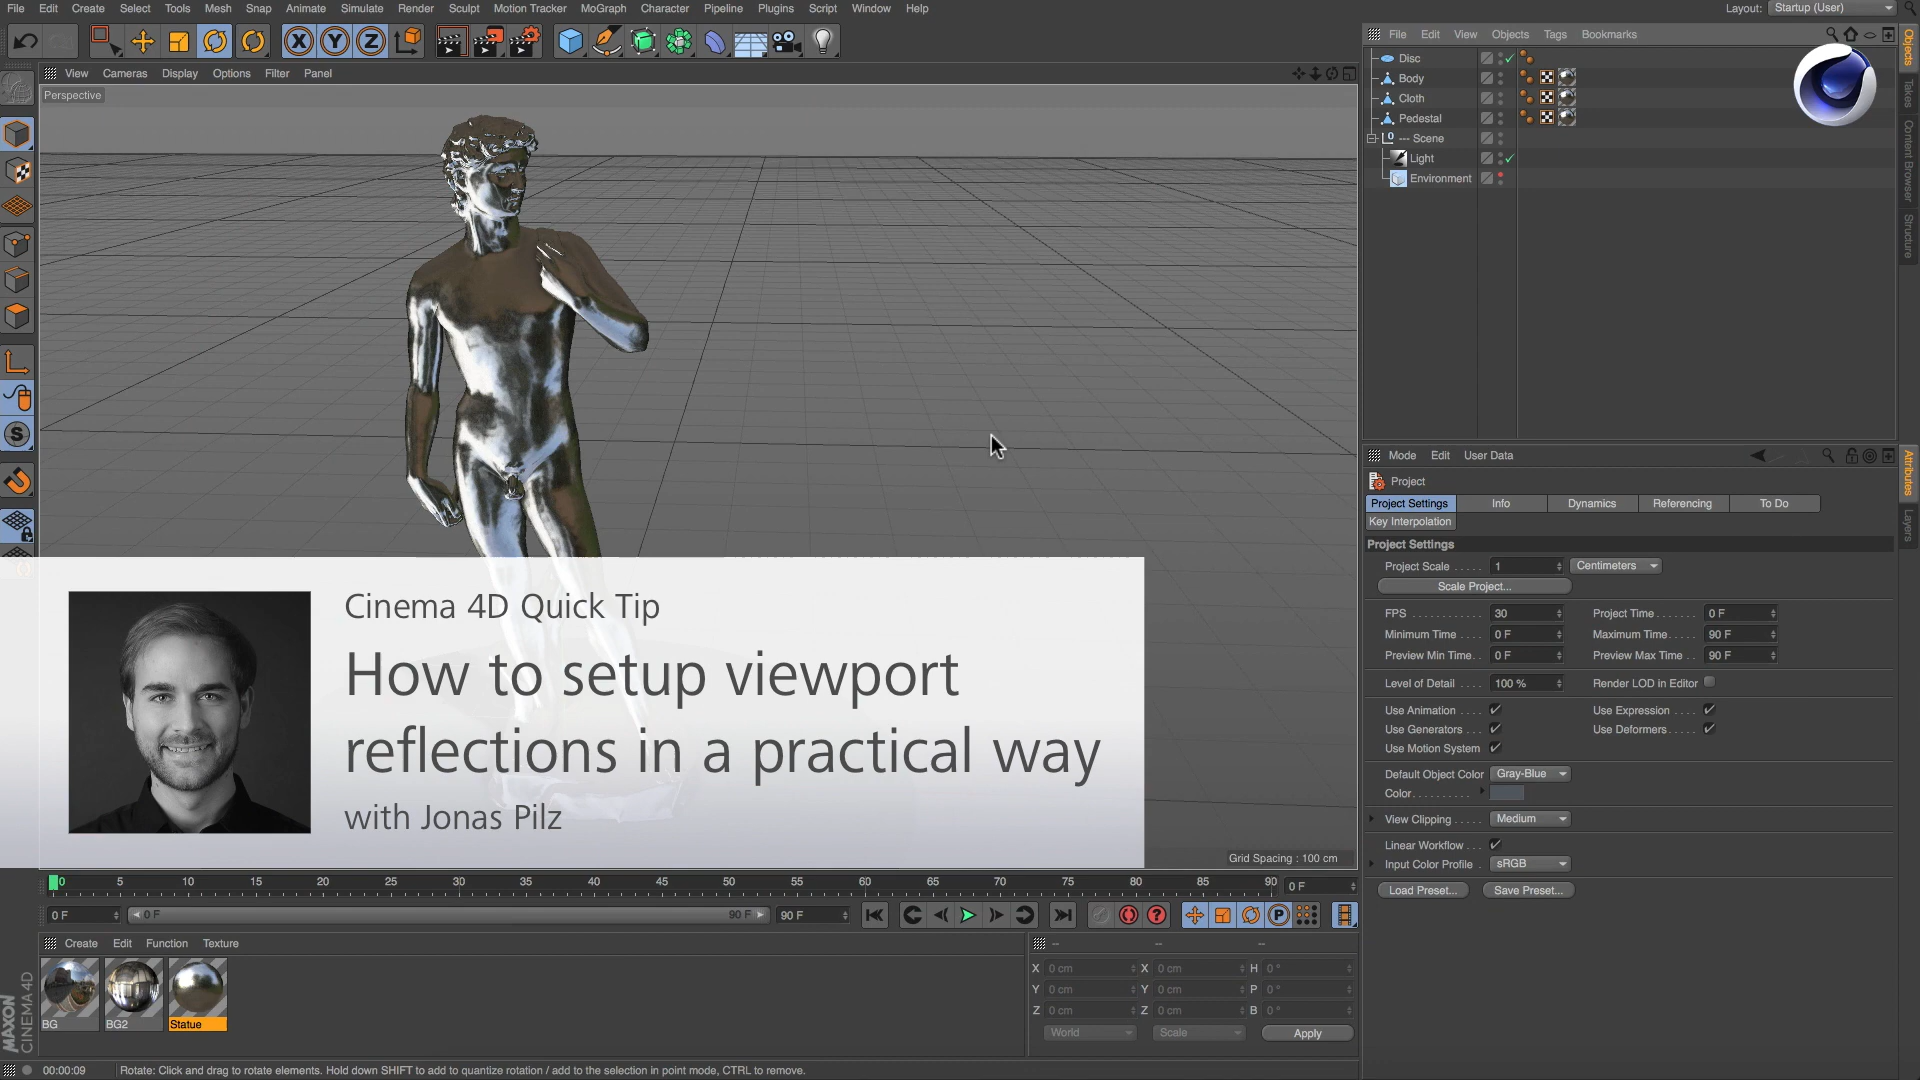 File Edit Create Select Tools Mesh Snap Animate Simulate Render Sculpt Motion Tracker MoGraph Character Pipeline Plugins Script Window Help
Layout: Startup (User)
X Y Z
View Cameras Display Options Filter Panel
Perspective
File Edit View Objects Tags Bookmarks
Disc
Body
Cloth
Pedestal
--- Scene
Light
Environment
Objects
Takes
Content Browser
Structure
Mode Edit User Data
Project
Project Settings Info Dynamics Referencing To Do
Key Interpolation
Project Settings
Project Scale . . . . . 1 Centimeters
Scale Project...
FPS . . . . . . . . . . . . 30 Project Time . . . . . . . 0 F
Minimum Time . . . . 0 F Maximum Time. . . . . 90 F
Preview Min Time. . 0 F Preview Max Time . . 90 F
Level of Detail . . . . 100 % Render LOD in Editor
Use Animation . . . . Use Expression . . . .
Use Generators . . . Use Deformers. . . . .
Use Motion System
Default Object Color Gray-Blue
Color. . . . . . . . . .
View Clipping . . . . . Medium
Linear Workflow . . .
Input Color Profile . sRGB
Load Preset... Save Preset...
Attributes
Layers
Cinema 4D Quick Tip
How to setup viewport
reflections in a practical way
with Jonas Pilz
Grid Spacing : 100 cm
0 5 10 15 20 25 30 35 40 45 50 55 60 65 70 75 80 85 90 0 F
0 F 0 F 90 F 90 F
P
Create Edit Function Texture
BG BG2 Statue
-- -- --
X 0 cm X 0 cm H 0 °
Y 0 cm Y 0 cm P 0 °
Z 0 cm Z 0 cm B 0 °
World Scale Apply
MAXON
CINEMA 4D
00:00:09 Rotate: Click and drag to rotate elements. Hold down SHIFT to add to quantize rotation / add to the selection in point mode, CTRL to remove.